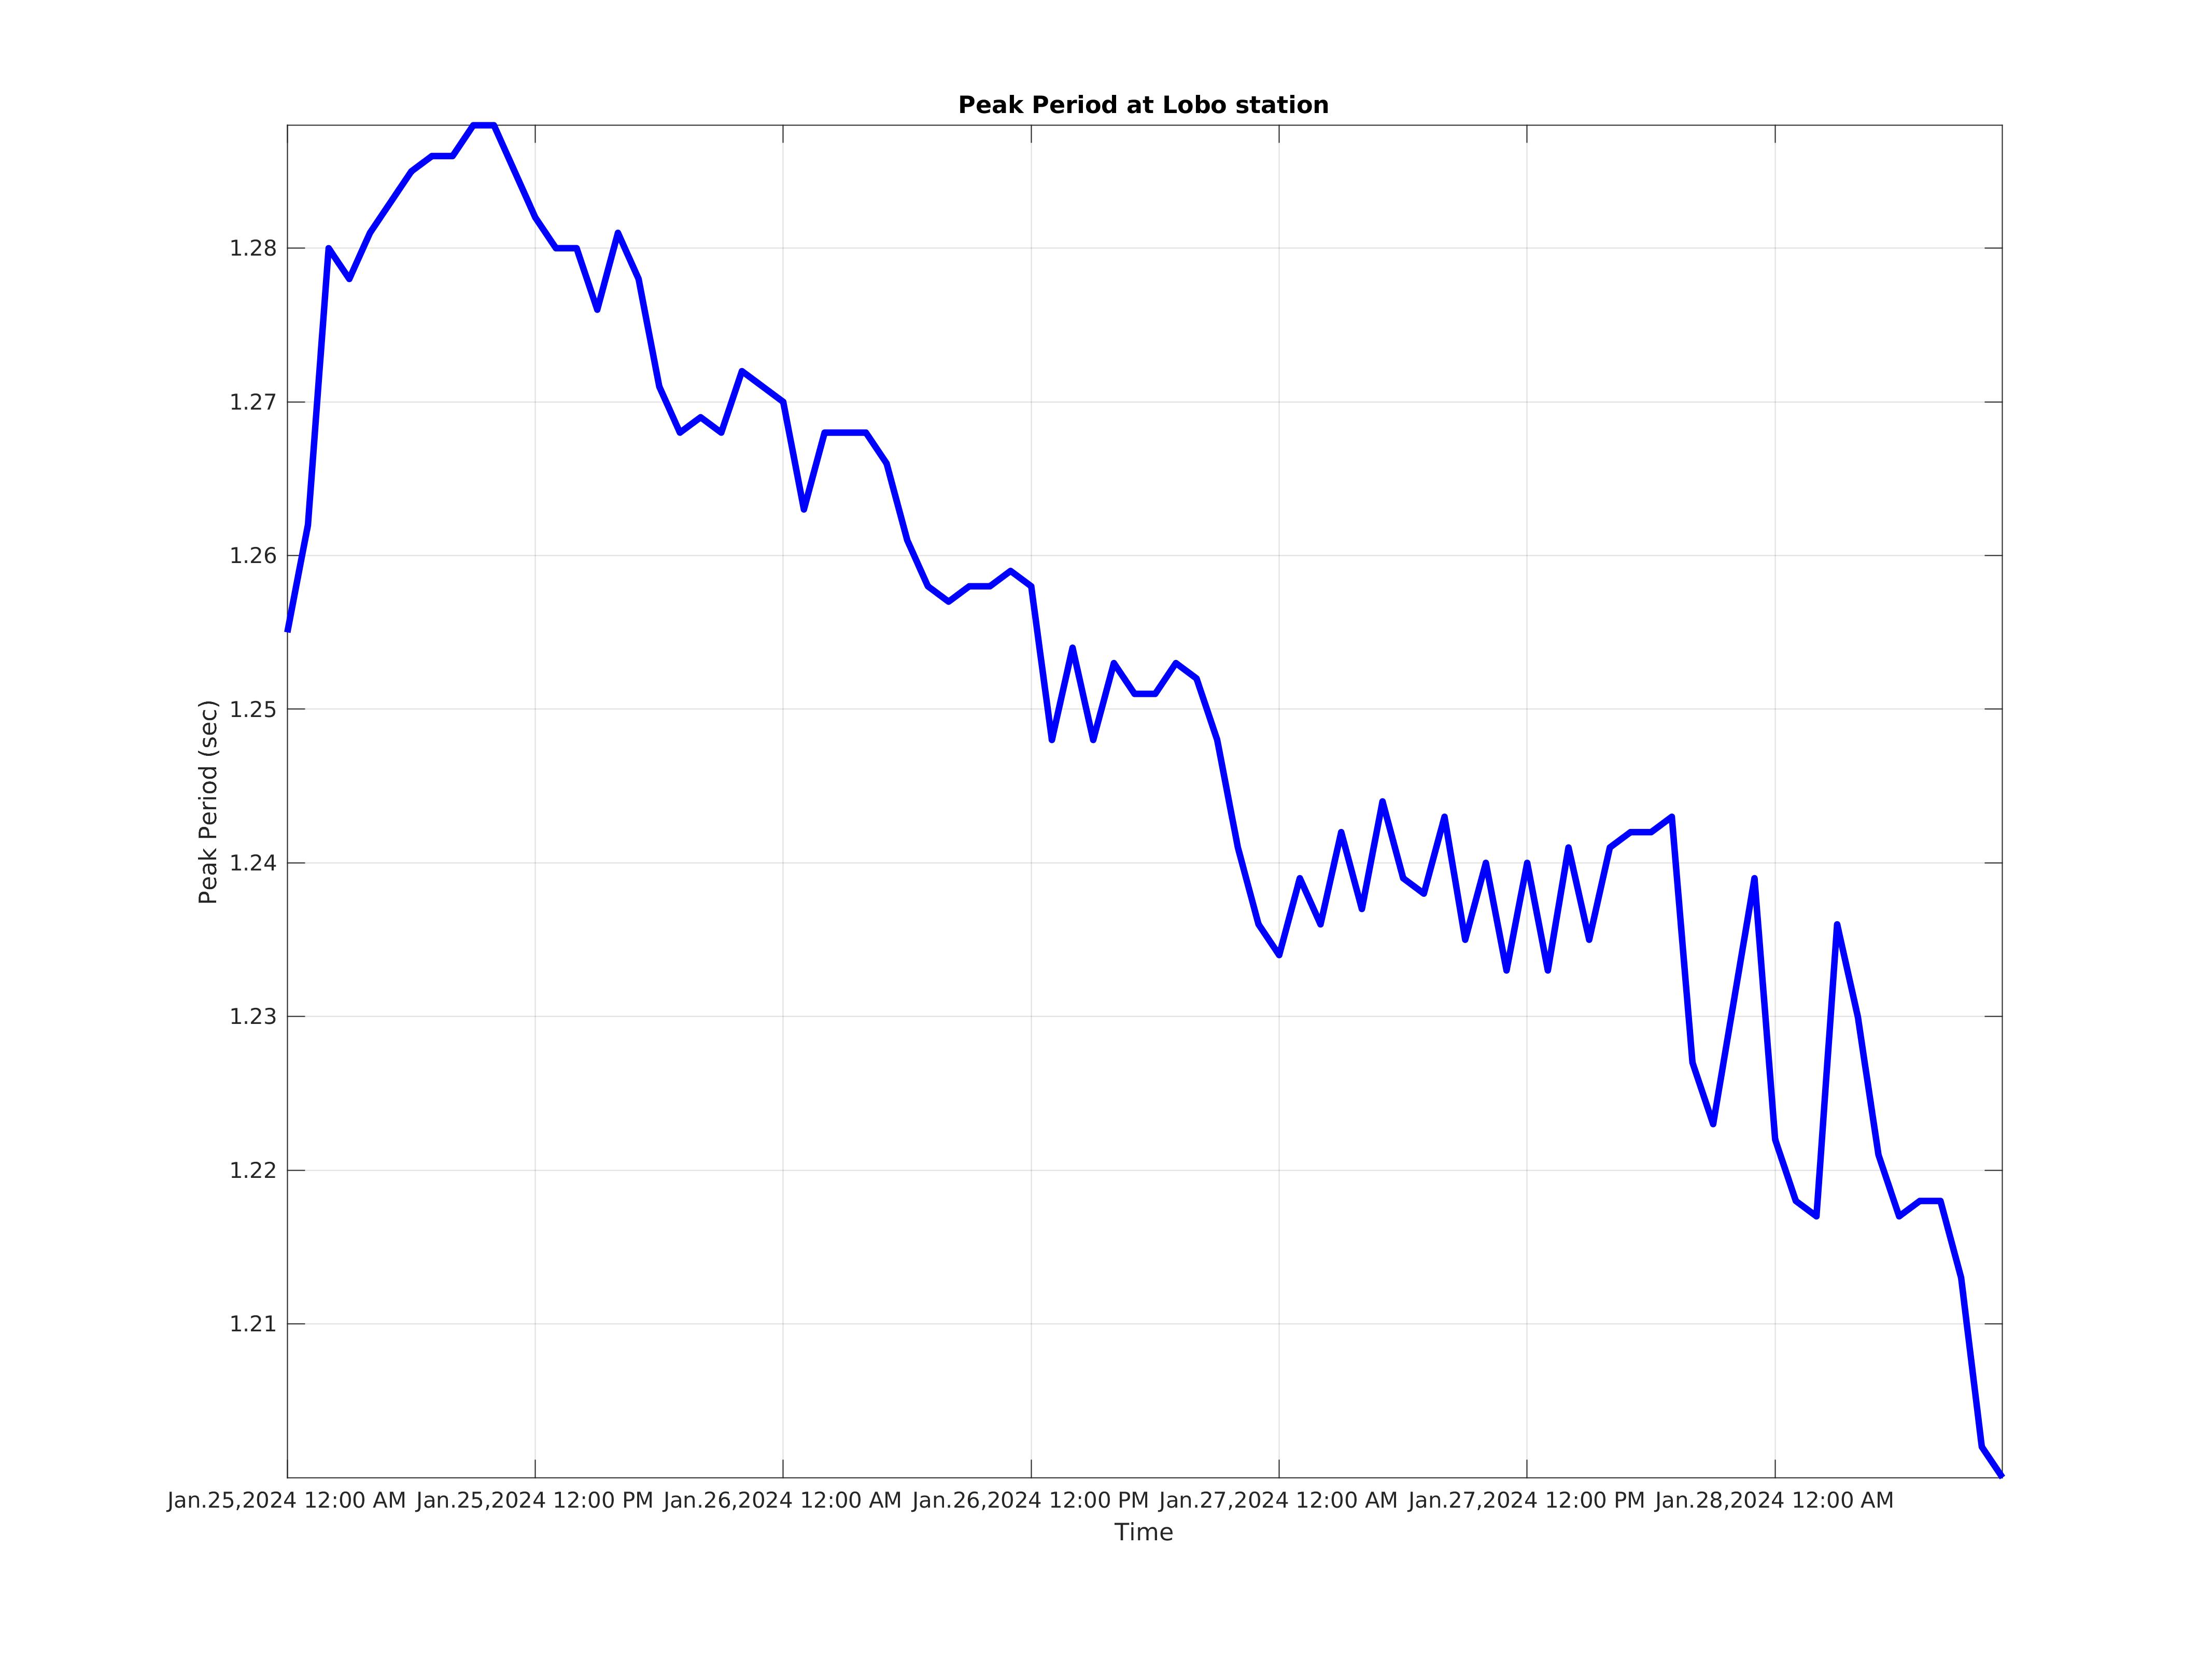 Peak Period at Lobo station
Peak Period (sec)
1.28
1.27
1.26
1.25
1.24
1.23
1.22
1.21
Jan.25,2024 12:00 AM Jan.25,2024 12:00 PM Jan.26,2024 12:00 AM Jan.26,2024 12:00 PM Jan.27,2024 12:00 AM Jan.27,2024 12:00 PM Jan.28,2024 12:00 AM
Time